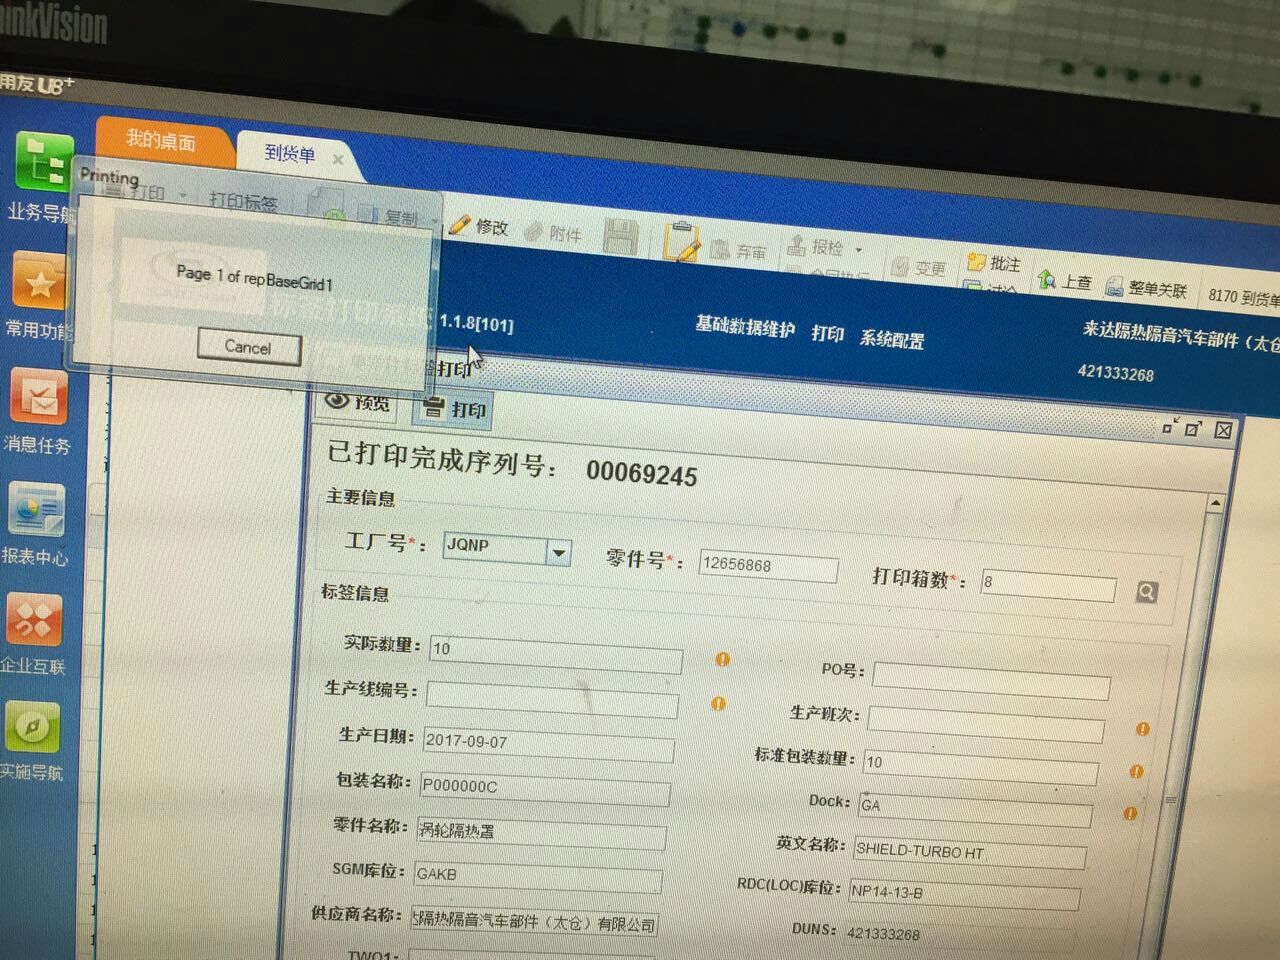 inkVision
用友U8+
我的桌面
到货单
Printing
打印
打印标签
复制
修改
附件
弃审
报检
变更
批注
讨论
上查
整单关联
8170 到货单
业务导航
Page 1 of repBaseGrid1
Cancel
1.1.8[101]
基础数据维护
打印
系统配置
来达隔热隔音汽车部件（太仓
421333268
常用功能
打印
预览
打印
已打印完成序列号： 00069245
主要信息
工厂号*： JQNP
零件号*： 12656868
打印箱数*： 8
消息任务
标签信息
实际数量： 10
PO号：
生产线编号：
生产班次：
报表中心
生产日期： 2017-09-07
标准包装数量： 10
包装名称： P000000C
Dock： GA
企业互联
零件名称： 涡轮隔热罩
英文名称： SHIELD-TURBO HT
SGM库位： GAKB
RDC(LOC)库位： NP14-13-B
实施导航
供应商名称： 隔热隔音汽车部件（太仓）有限公司
DUNS： 421333268
TWO1: